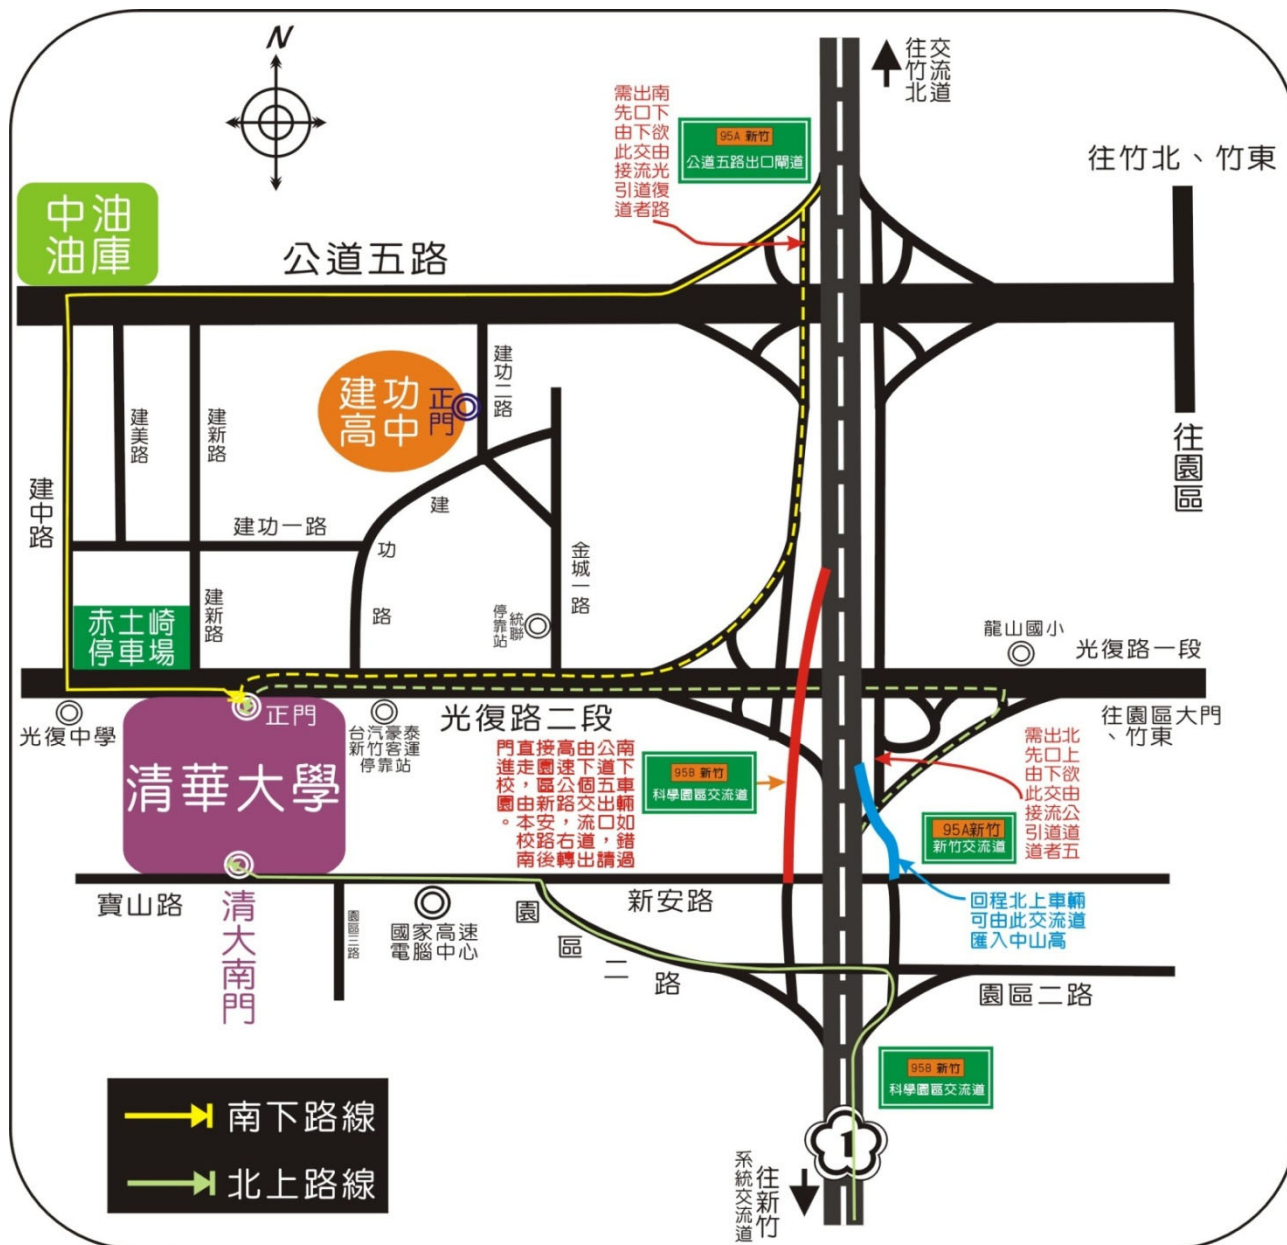 N
往竹北
交流道
南下欲由光復路
出口下交流道者
需先由此接引道
95A 新竹
公道五路出口閘道
往竹北、竹東
中油
油庫
公道五路
建功
高中
正門
建功二路
建美路
建新路
建中路
建功一路
建
功
路
金城一路
往園區
赤土崎
停車場
建新路
統聯
停靠站
龍山國小
光復路一段
正門
光復中學
台汽豪泰
新竹客運
停靠站
光復路二段
往園區大門
、竹東
清華大學
南下車輛如錯過
公道五出口,請
由下個交流道出
高速公路,右轉
接園區新安路後
直走,由本校南
門進校園。
95B 新竹
科學園區交流道
北上欲由公道五
出口下交流道者
需先由此接引道
95A新竹
新竹交流道
寶山路
清大南門
園區三路
國家高速
電腦中心
園
區
二
路
新安路
回程北上車輛
可由此交流道
匯入中山高
園區二路
95B 新竹
科學園區交流道
1
往新竹
系統交流道
南下路線
北上路線